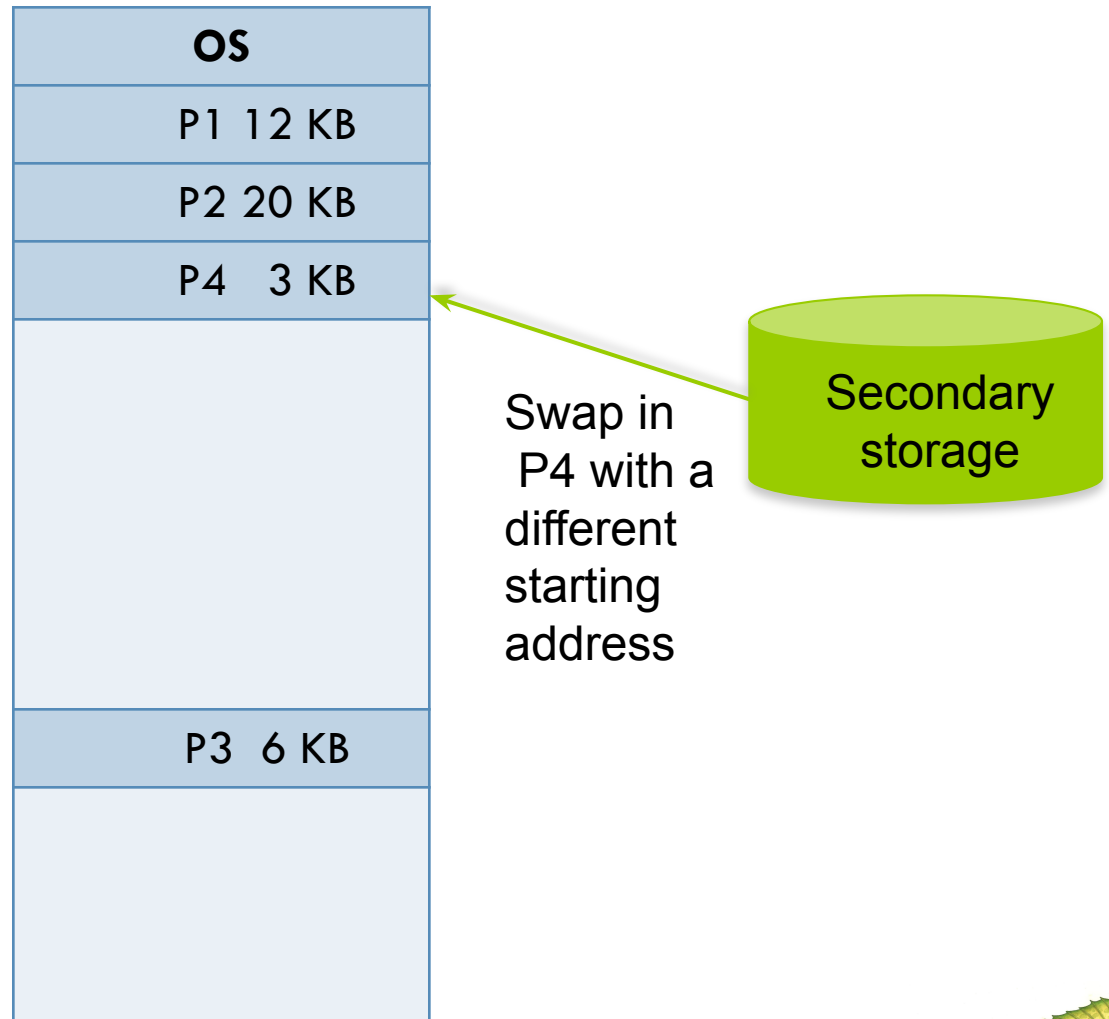 OS
P1 12 KB
P2 20 KB
P4 3 KB
Swap in
P4 with a
different
starting
address
Secondary
storage
P3 6 KB